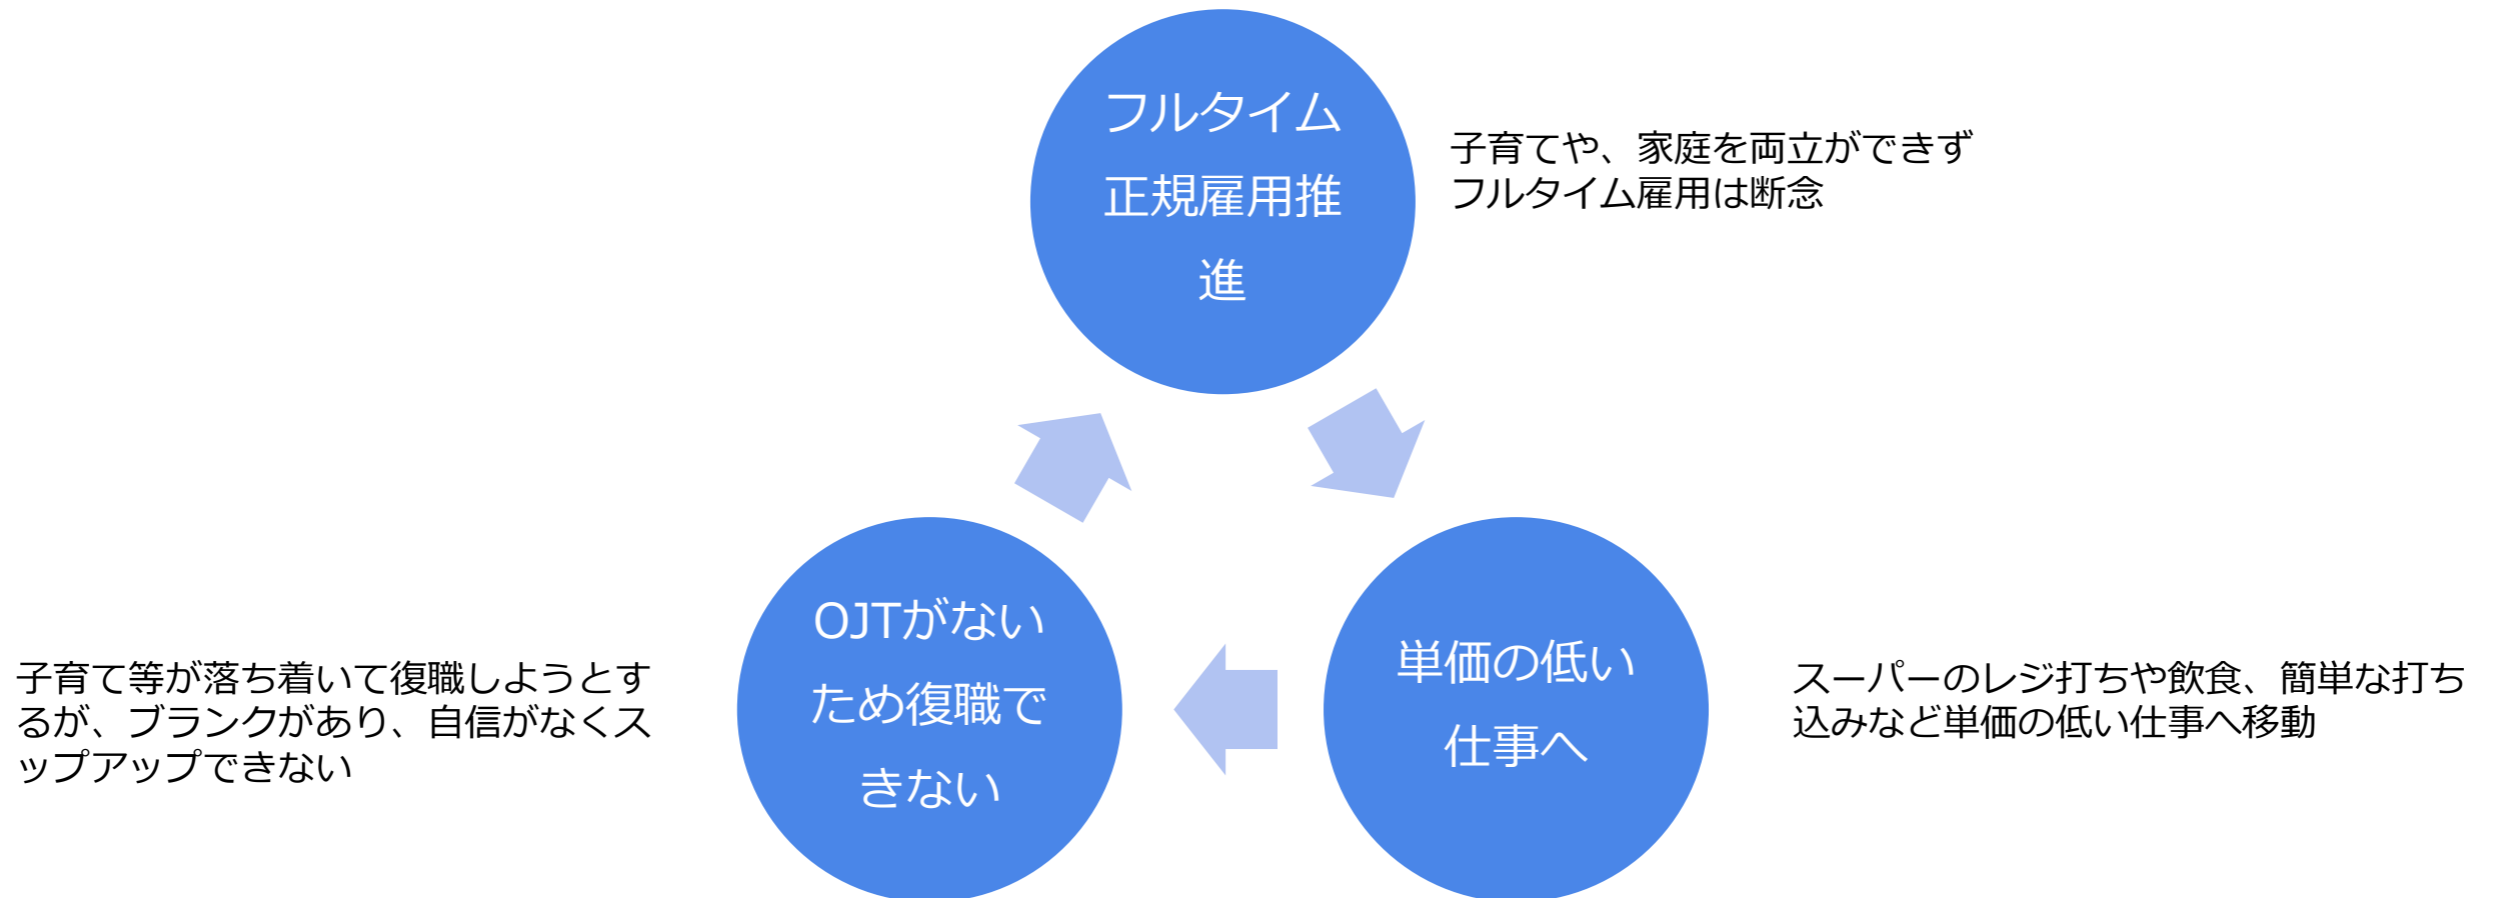 フルタイム
正規雇用推
進
子育てや、家庭を両立ができず
フルタイム雇用は断念
単価の低い
仕事へ
スーパーのレジ打ちや飲食、簡単な打ち
込みなど単価の低い仕事へ移動
OJTがない
ため復職で
きない
子育て等が落ち着いて復職しようとす
るが、ブランクがあり、自信がなくス
ップアップできない